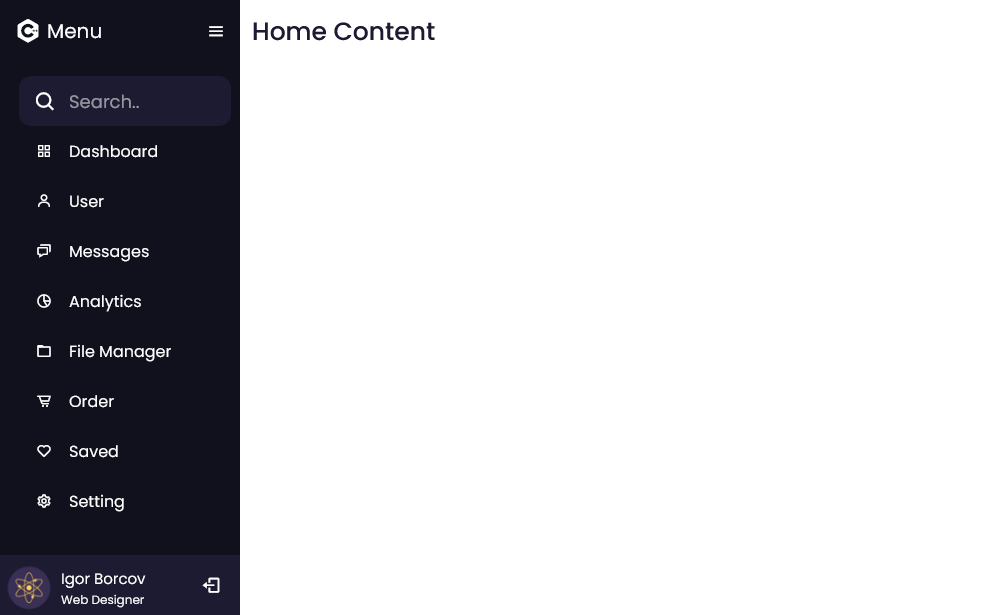 Menu
Home Content
Search..
Dashboard
User
Messages
Analytics
File Manager
Order
Saved
Setting
Igor Borcov
Web Designer